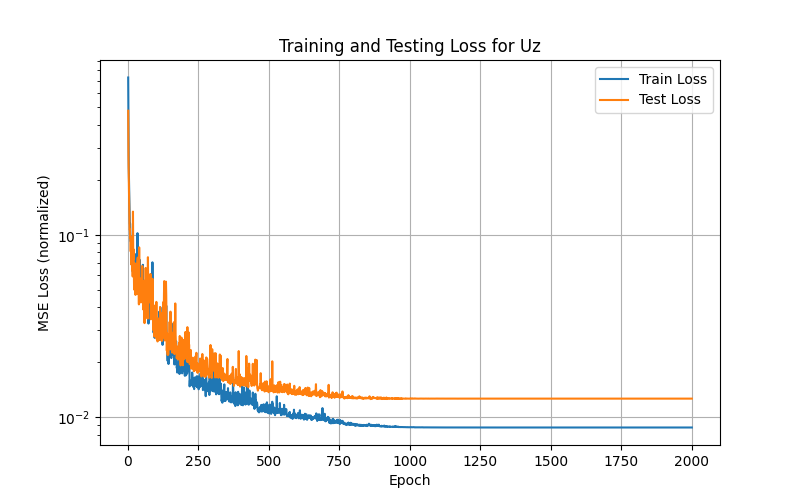 Training and Testing Loss for Uz
Train Loss
Test Loss
MSE Loss (normalized)
10⁻¹
10⁻²
0 250 500 750 1000 1250 1500 1750 2000
Epoch